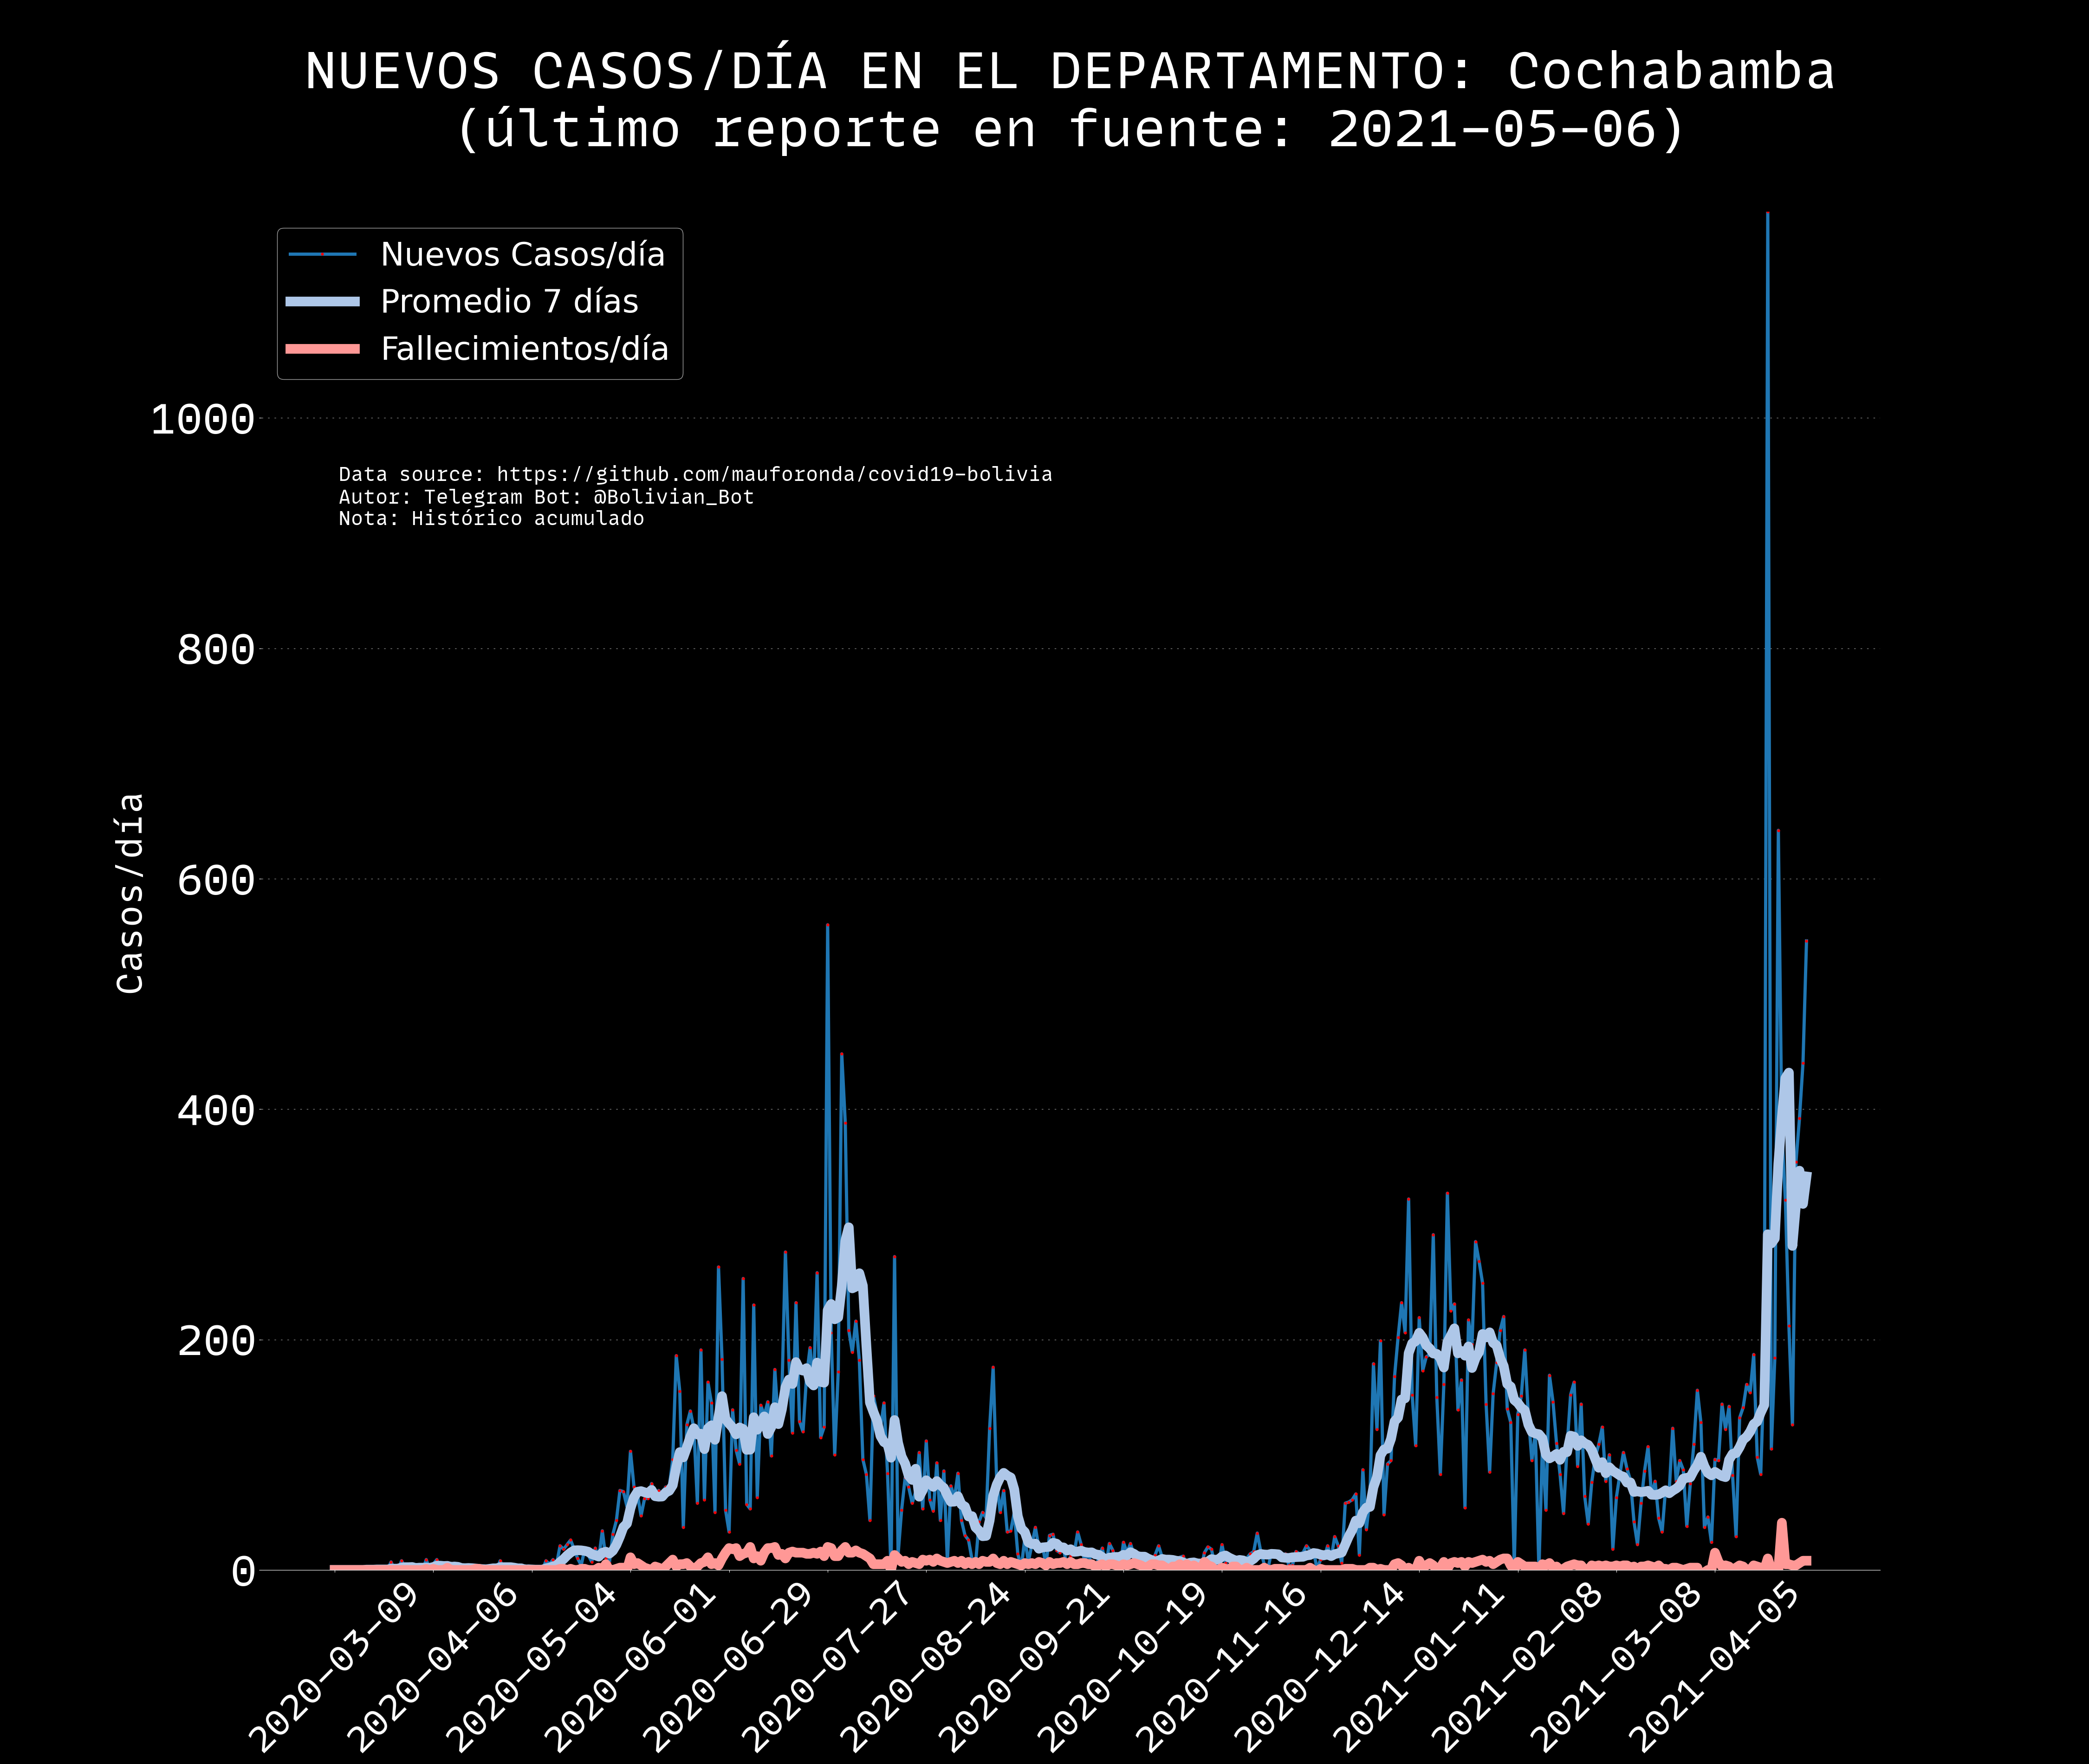 NUEVOS CASOS/DÍA EN EL DEPARTAMENTO: Cochabamba
(último reporte en fuente: 2021-05-06)
Nuevos Casos/día
Promedio 7 días
Fallecimientos/día
1000
Data source: https://github.com/mauforonda/covid19-bolivia
Autor: Telegram Bot: @Bolivian_Bot
Nota: Histórico acumulado
800
600
400
200
0
Casos/día
2020-03-09
2020-04-06
2020-05-04
2020-06-01
2020-06-29
2020-07-27
2020-08-24
2020-09-21
2020-10-19
2020-11-16
2020-12-14
2021-01-11
2021-02-08
2021-03-08
2021-04-05